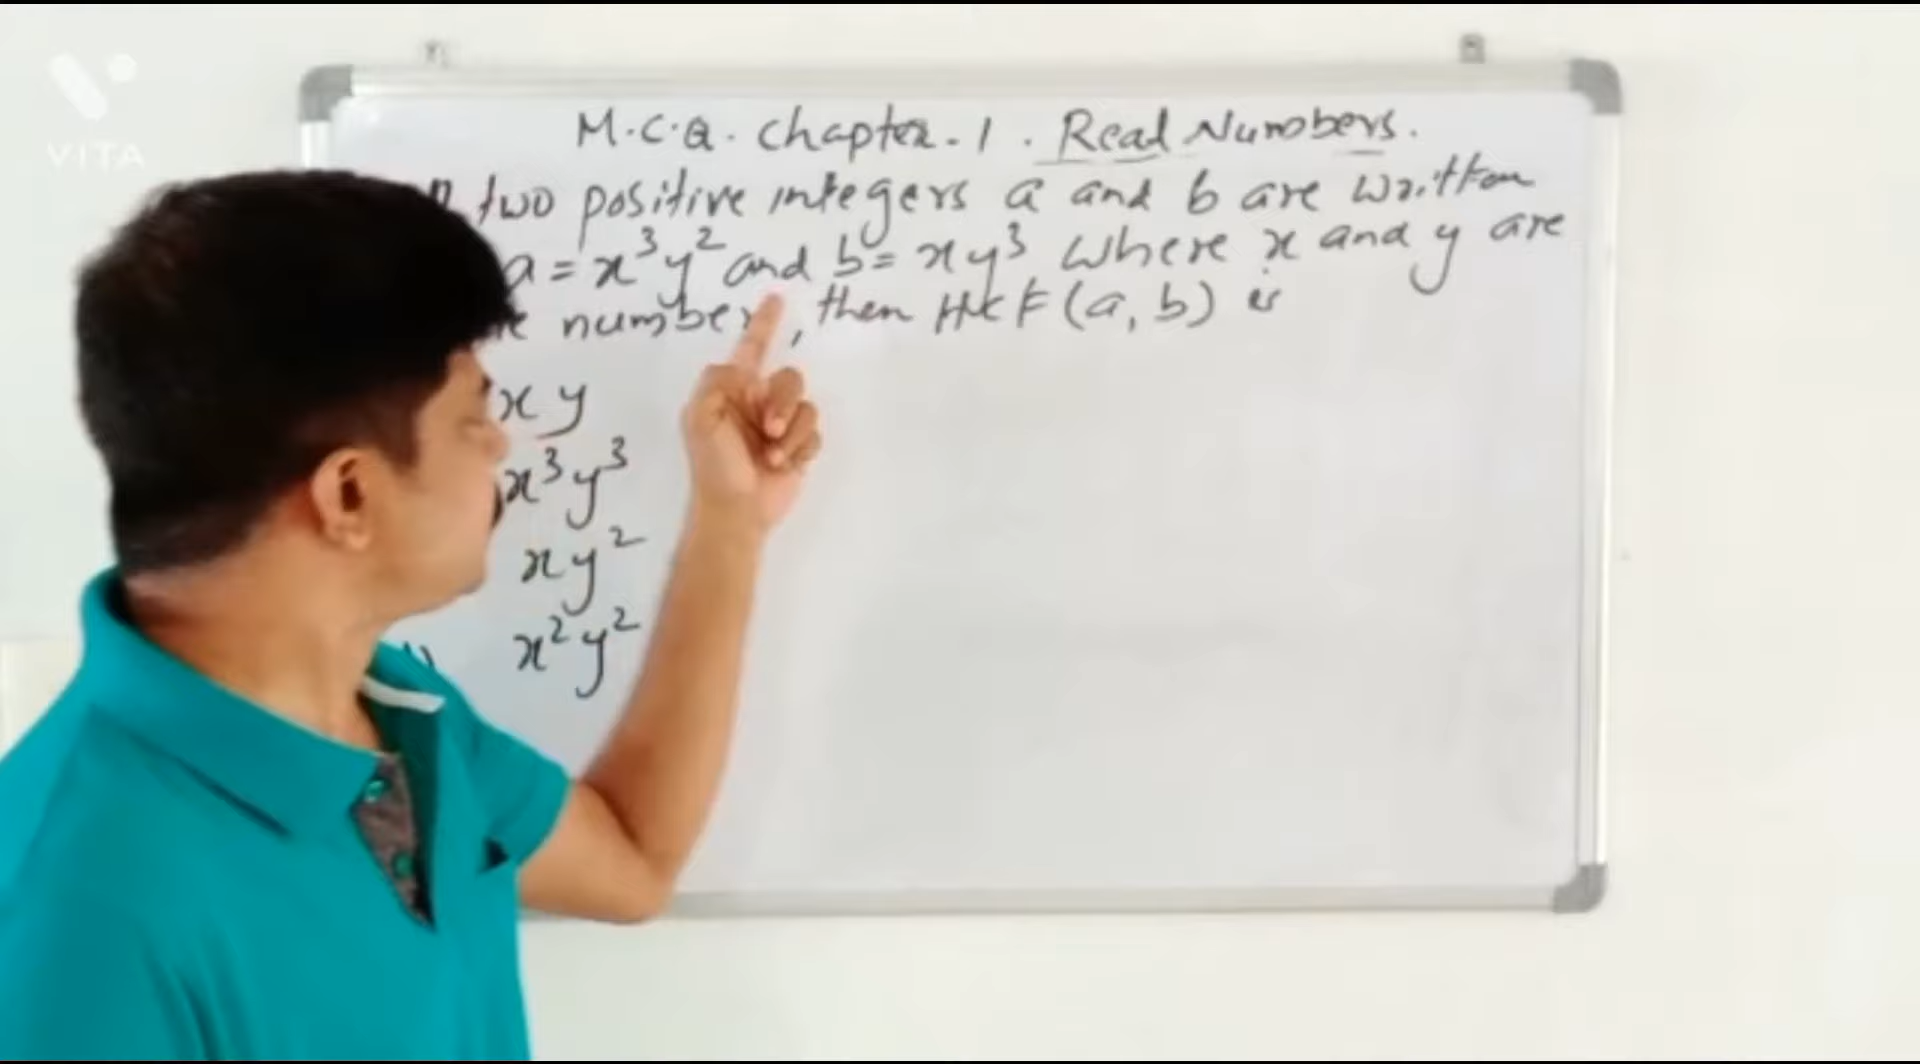 VITA
M.C.Q. Chapter-1. Real Numbers.
two positive integers a and b are written
a = x³y² and b = xy³ where x and y are
number, then HCF (a, b) is
xy
x³y³
xy²
x²y²